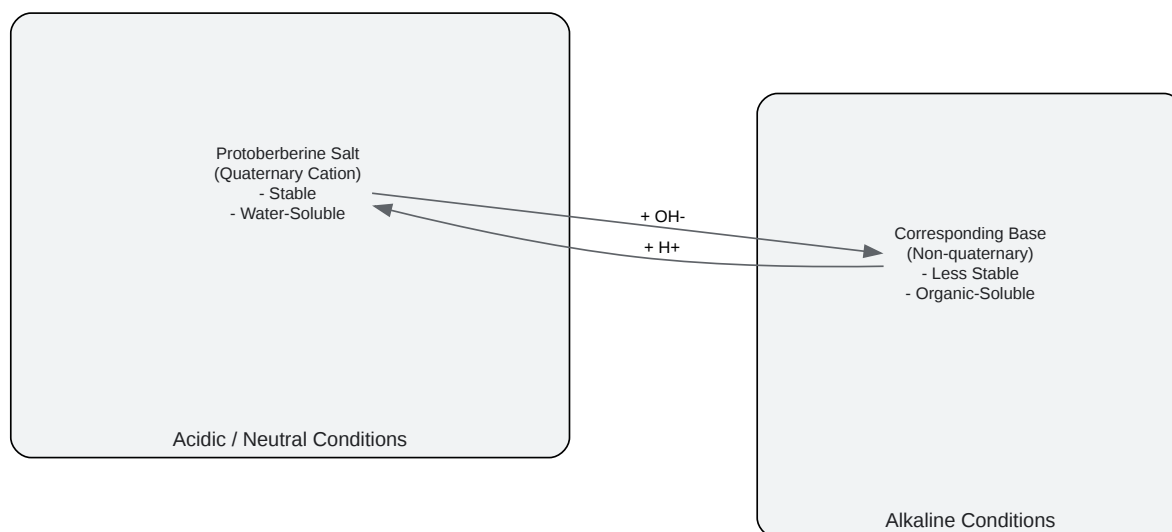 Protoberberine Salt
(Quaternary Cation)
- Stable
- Water-Soluble
Acidic / Neutral Conditions
+ OH-
+ H+
Corresponding Base
(Non-quaternary)
- Less Stable
- Organic-Soluble
Alkaline Conditions